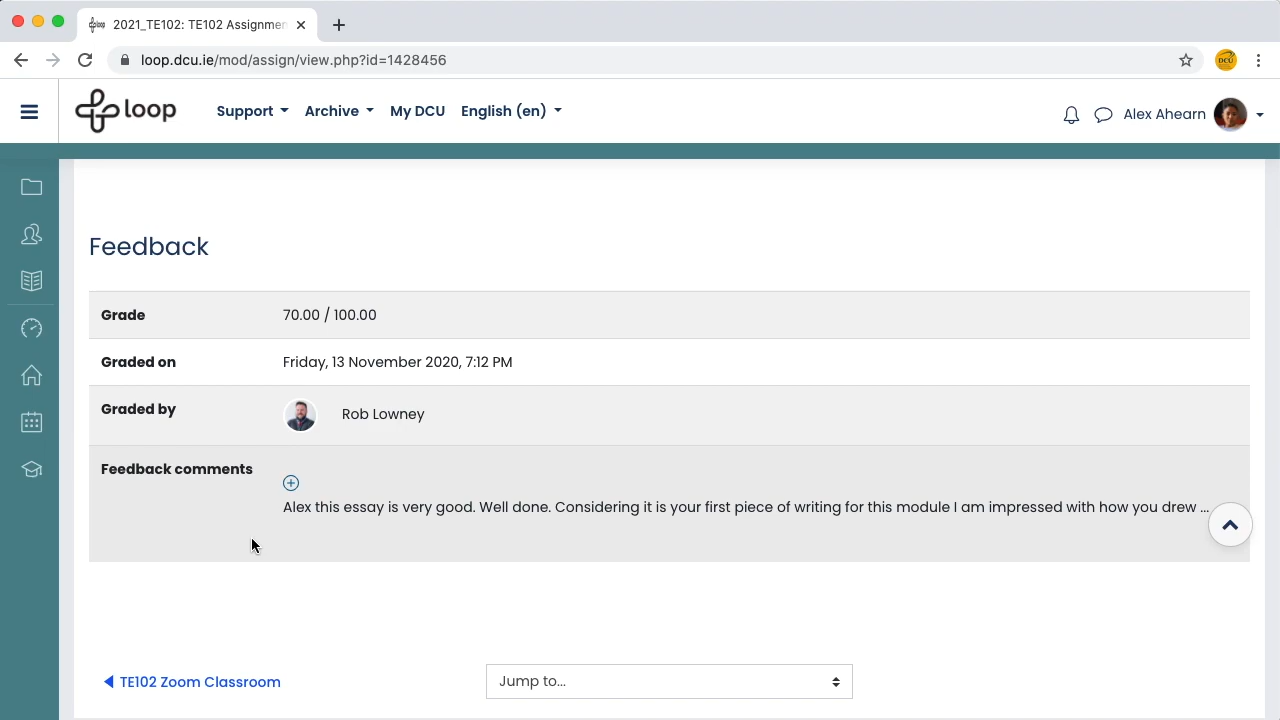 2021_TE102: TE102 Assignmen
loop.dcu.ie/mod/assign/view.php?id=1428456
DCU
loop
Support
Archive
My DCU
English (en)
Alex Ahearn
Feedback
Grade 70.00 / 100.00
Graded on Friday, 13 November 2020, 7:12 PM
Graded by Rob Lowney
Feedback comments
Alex this essay is very good. Well done. Considering it is your first piece of writing for this module I am impressed with how you drew ...
TE102 Zoom Classroom
Jump to...